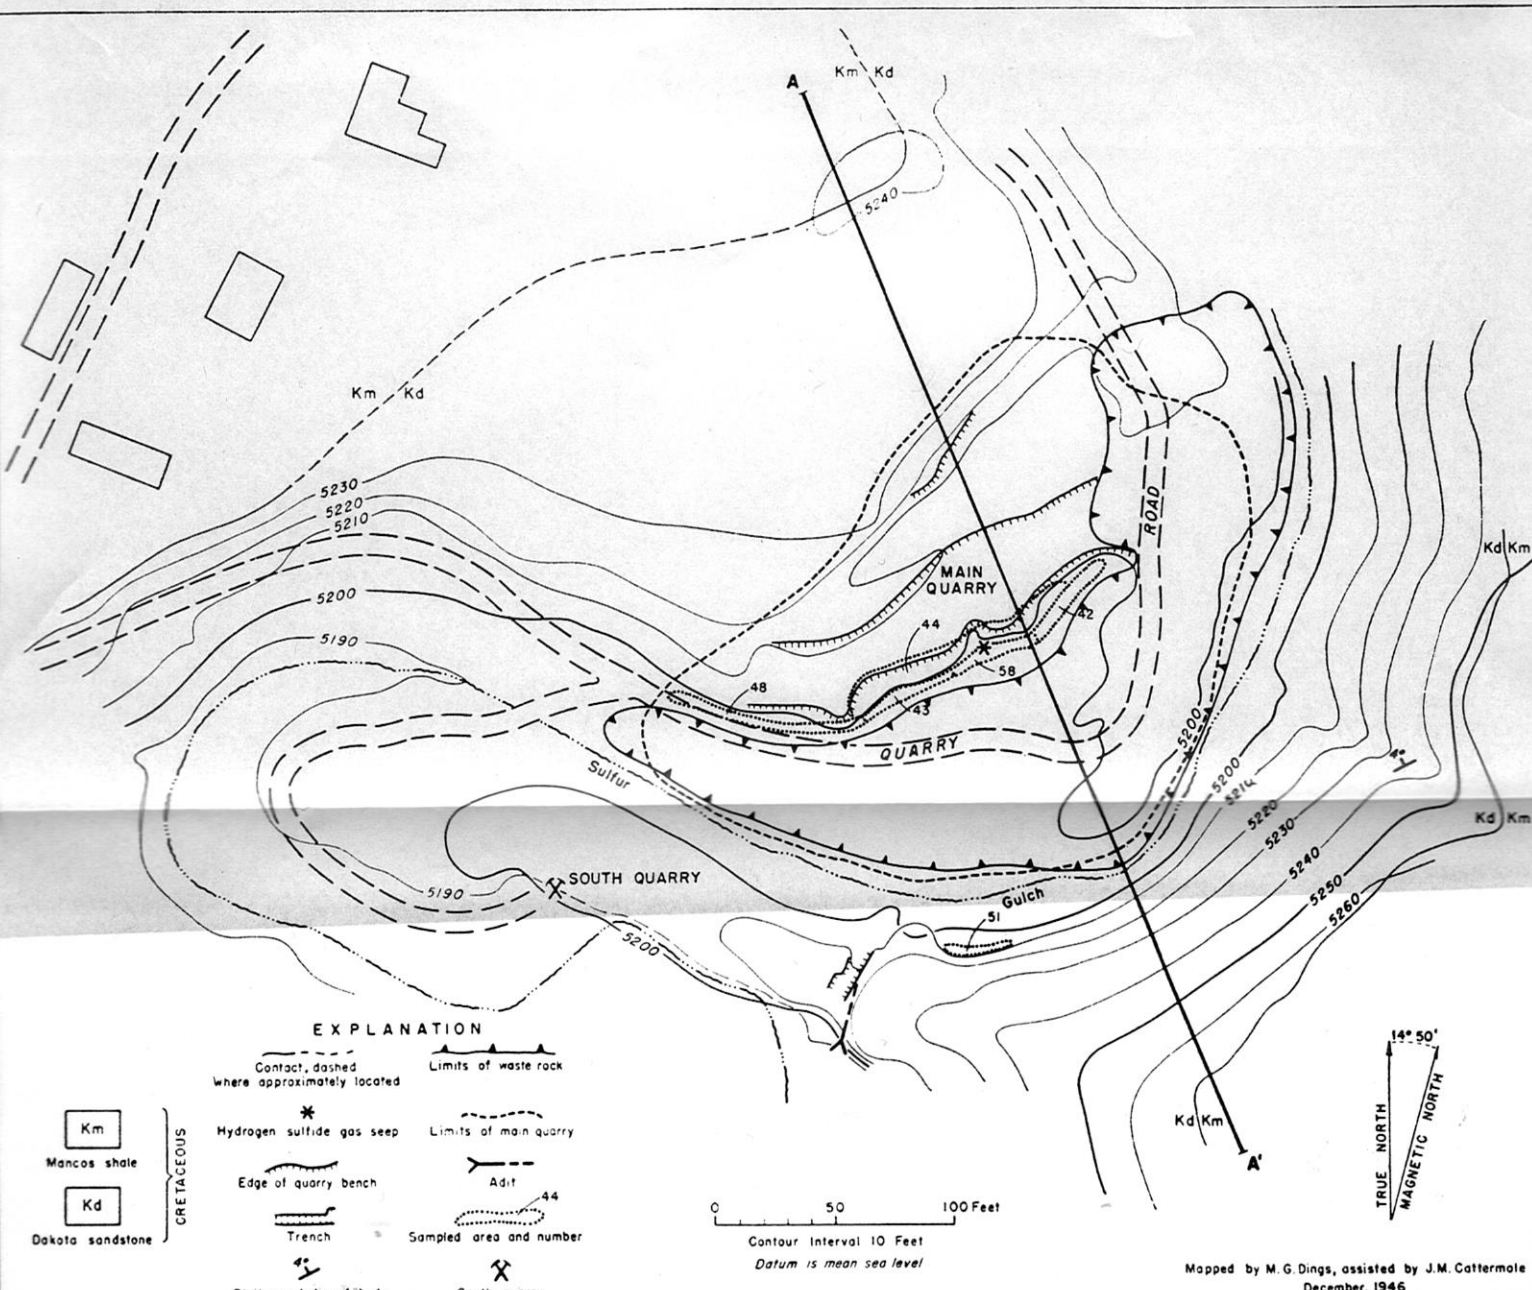 A
Km Kd
5240
Km Kd
5230
5220
5210
5200
5190
ROAD
MAIN
QUARRY
42
44
58
48
43
QUARRY
Sulfur
Kd Km
4°
5200
5200
5220
5230
5240
5250
5260
Kd Km
SOUTH QUARRY
5190
Gulch
51
5200
EXPLANATION
Contact, dashed
where approximately located
Limits of waste rock
Hydrogen sulfide gas seep
Limits of main quarry
Edge of quarry bench
Adit
44
Trench
Sampled area and number
4°
Km
Mancos shale
Kd
Dakota sandstone
CRETACEOUS
0 50 100 Feet
Contour Interval 10 Feet
Datum is mean sea level
Kd Km
A'
14° 50'
TRUE NORTH
MAGNETIC NORTH
Mapped by M. G. Dings, assisted by J. M. Cattermole
December, 1946